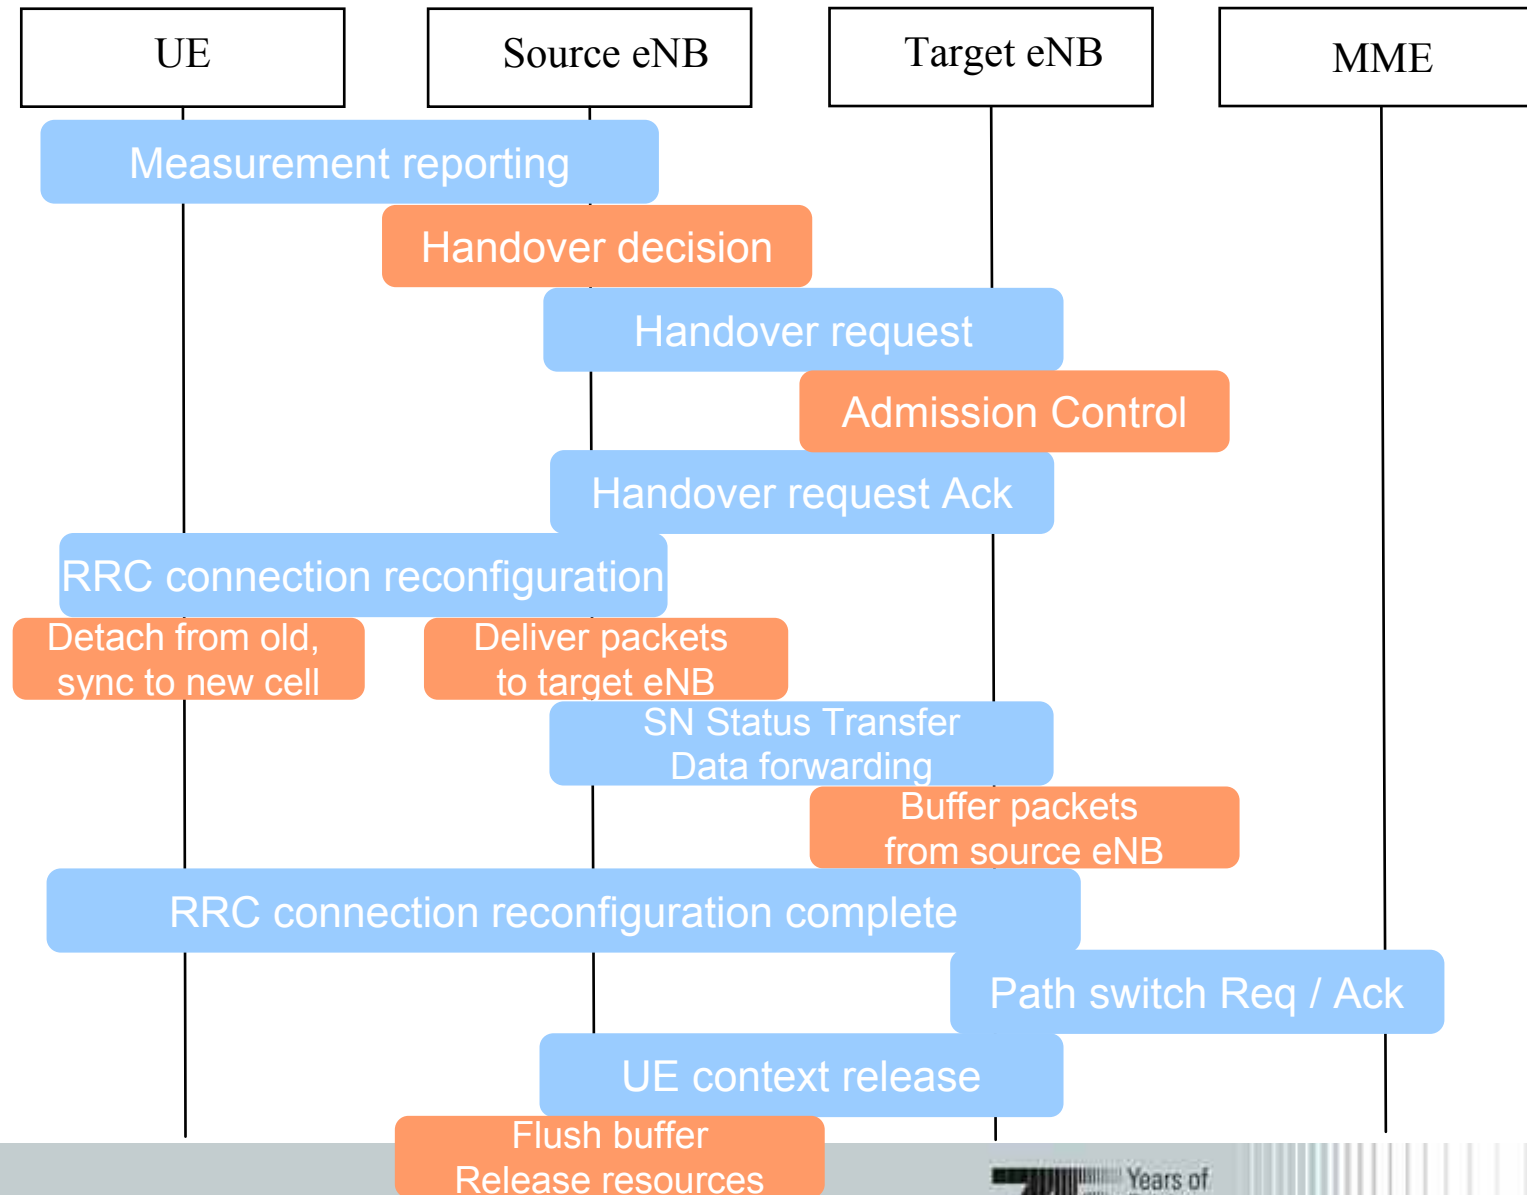 UE
Source eNB
Target eNB
MME
Measurement reporting
Handover decision
Handover request
Admission Control
Handover request Ack
RRC connection reconfiguration
Detach from old,
sync to new cell
Deliver packets
to target eNB
SN Status Transfer
Data forwarding
Buffer packets
from source eNB
RRC connection reconfiguration complete
Path switch Req / Ack
UE context release
Flush buffer
Release resources
Years of